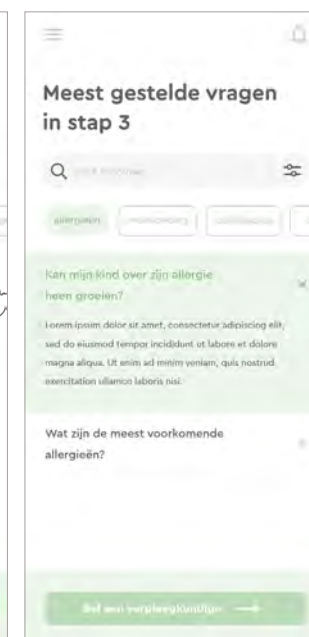 Meest gestelde vragen
in stap 3
allergieën
Kan mijn kind over zijn allergie
heen groeien?
Lorem ipsum dolor sit amet, consectetur adipiscing elit,
sed do eiusmod tempor incididunt ut labore et dolore
magna aliqua. Ut enim ad minim veniam, quis nostrud
exercitation ullamco laboris nisi.
Wat zijn de meest voorkomende
allergieën?
Bel een verpleegkundige